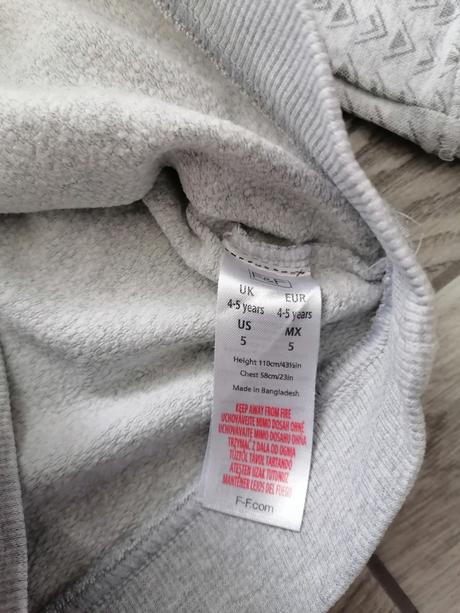 F&F
UK EUR
4-5 years 4-5 years
US MX
5 5
Height 110cm/43½in
Chest 58cm/23in
Made in Bangladesh
KEEP AWAY FROM FIRE
UCHOVÁVEJTE MIMO DOSAH OHNĚ
UCHOVÁVAJTE MIMO DOSAHU OHŇA
TRZYMAĆ Z DALA OD OGNIA
TŰZTŐL TÁVOL TARTANDÓ
ATEŞTEN UZAK TUTUNUZ
MANTENER LEJOS DEL FUEGO
F-F.com